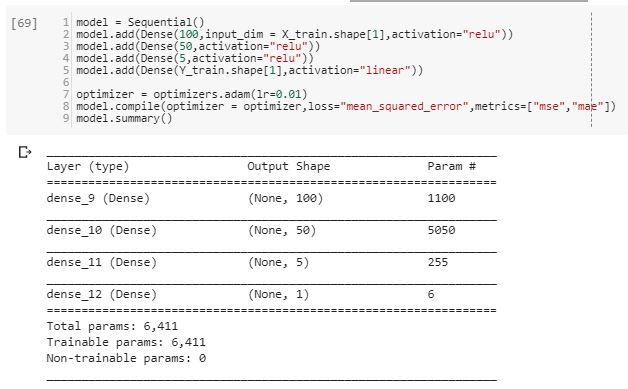 [69]
1 model = Sequential()
2 model.add(Dense(100,input_dim = X_train.shape[1],activation="relu"))
3 model.add(Dense(50,activation="relu"))
4 model.add(Dense(5,activation="relu"))
5 model.add(Dense(Y_train.shape[1],activation="linear"))
6
7 optimizer = optimizers.adam(lr=0.01)
8 model.compile(optimizer = optimizer,loss="mean_squared_error",metrics=["mse","mae"])
9 model.summary()
_________________________________________________________________
Layer (type) Output Shape Param #
=================================================================
dense_9 (Dense) (None, 100) 1100
_________________________________________________________________
dense_10 (Dense) (None, 50) 5050
_________________________________________________________________
dense_11 (Dense) (None, 5) 255
_________________________________________________________________
dense_12 (Dense) (None, 1) 6
=================================================================
Total params: 6,411
Trainable params: 6,411
Non-trainable params: 0
_________________________________________________________________